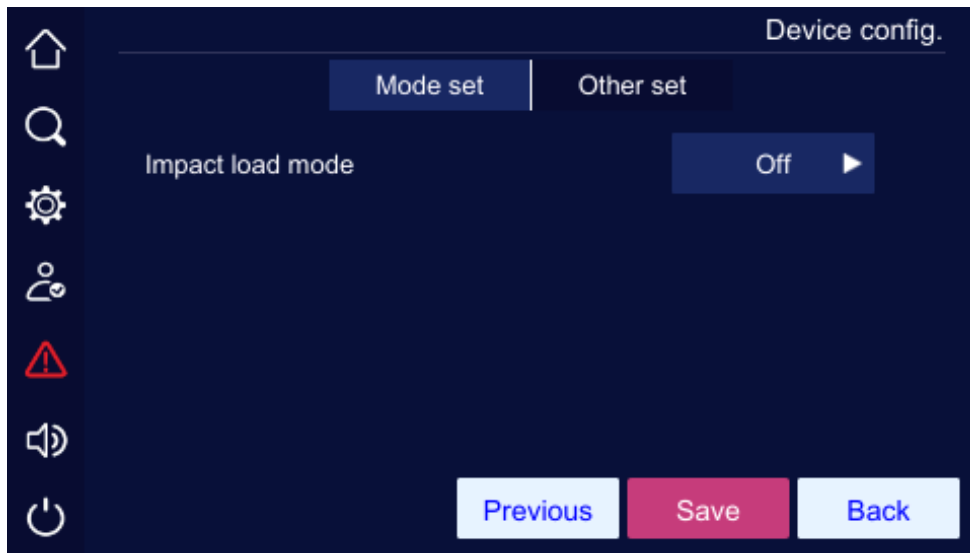 Device config.
Mode set Other set
Impact load mode Off
Previous Save Back